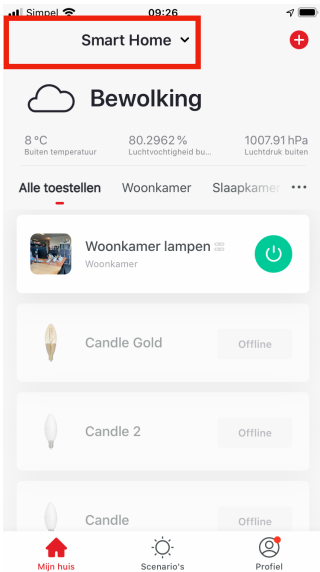 Simpel 09:26
Smart Home
Bewolking
8 °C 80.2962 % 1007.91 hPa
Buiten temperatuur Luchtvochtigheid bu... Luchtdruk buiten
Alle toestellen Woonkamer Slaapkamer ...
Woonkamer lampen
Woonkamer
Candle Gold Offline
Candle 2 Offline
Candle Offline
Mijn huis Scenario's Profiel